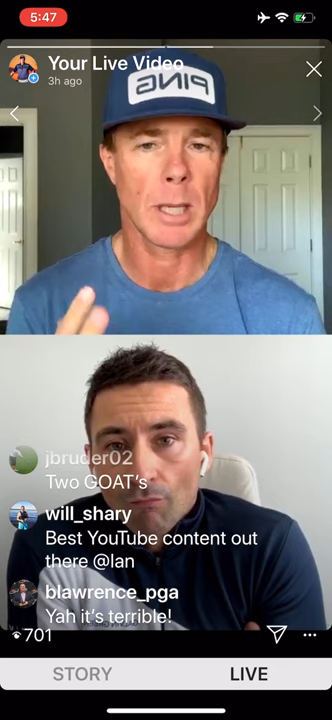 5:47
Your Live Video
3h ago
PING
jbruder02
Two GOAT's
will_shary
Best YouTube content out
there @Ian
blawrence_pga
Yah it's terrible!
701
STORY
LIVE